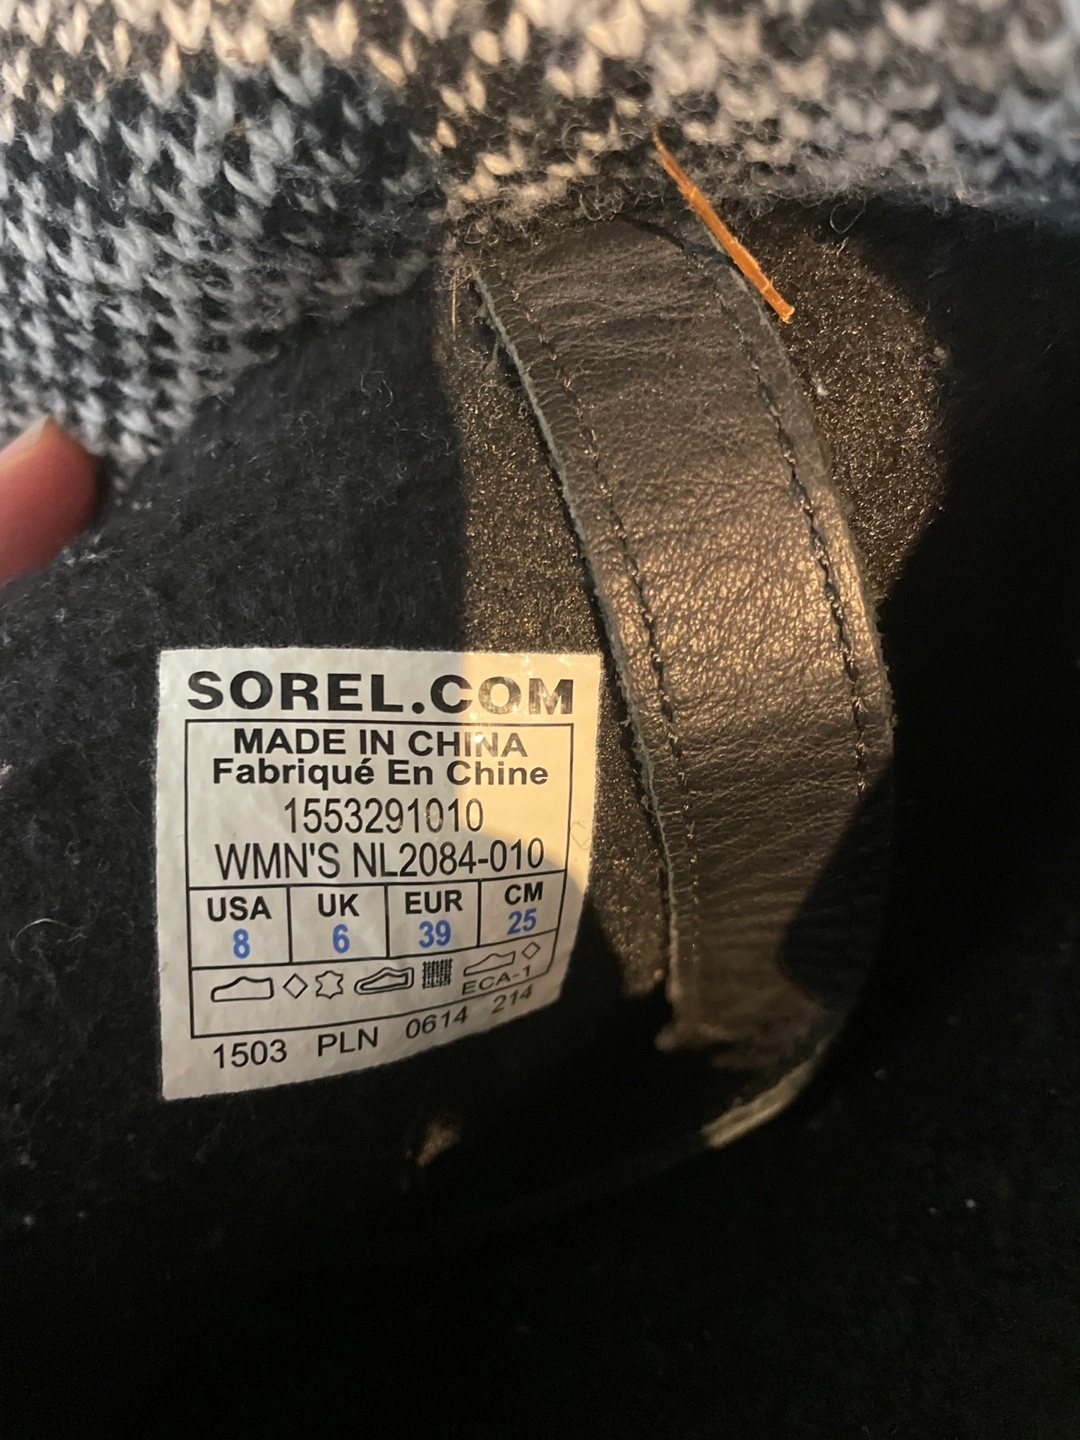 SOREL.COM
MADE IN CHINA
Fabriqué En Chine
1553291010
WMN'S NL2084-010
USA UK EUR CM
8 6 39 25
ECA-1
1503 PLN 0614 214